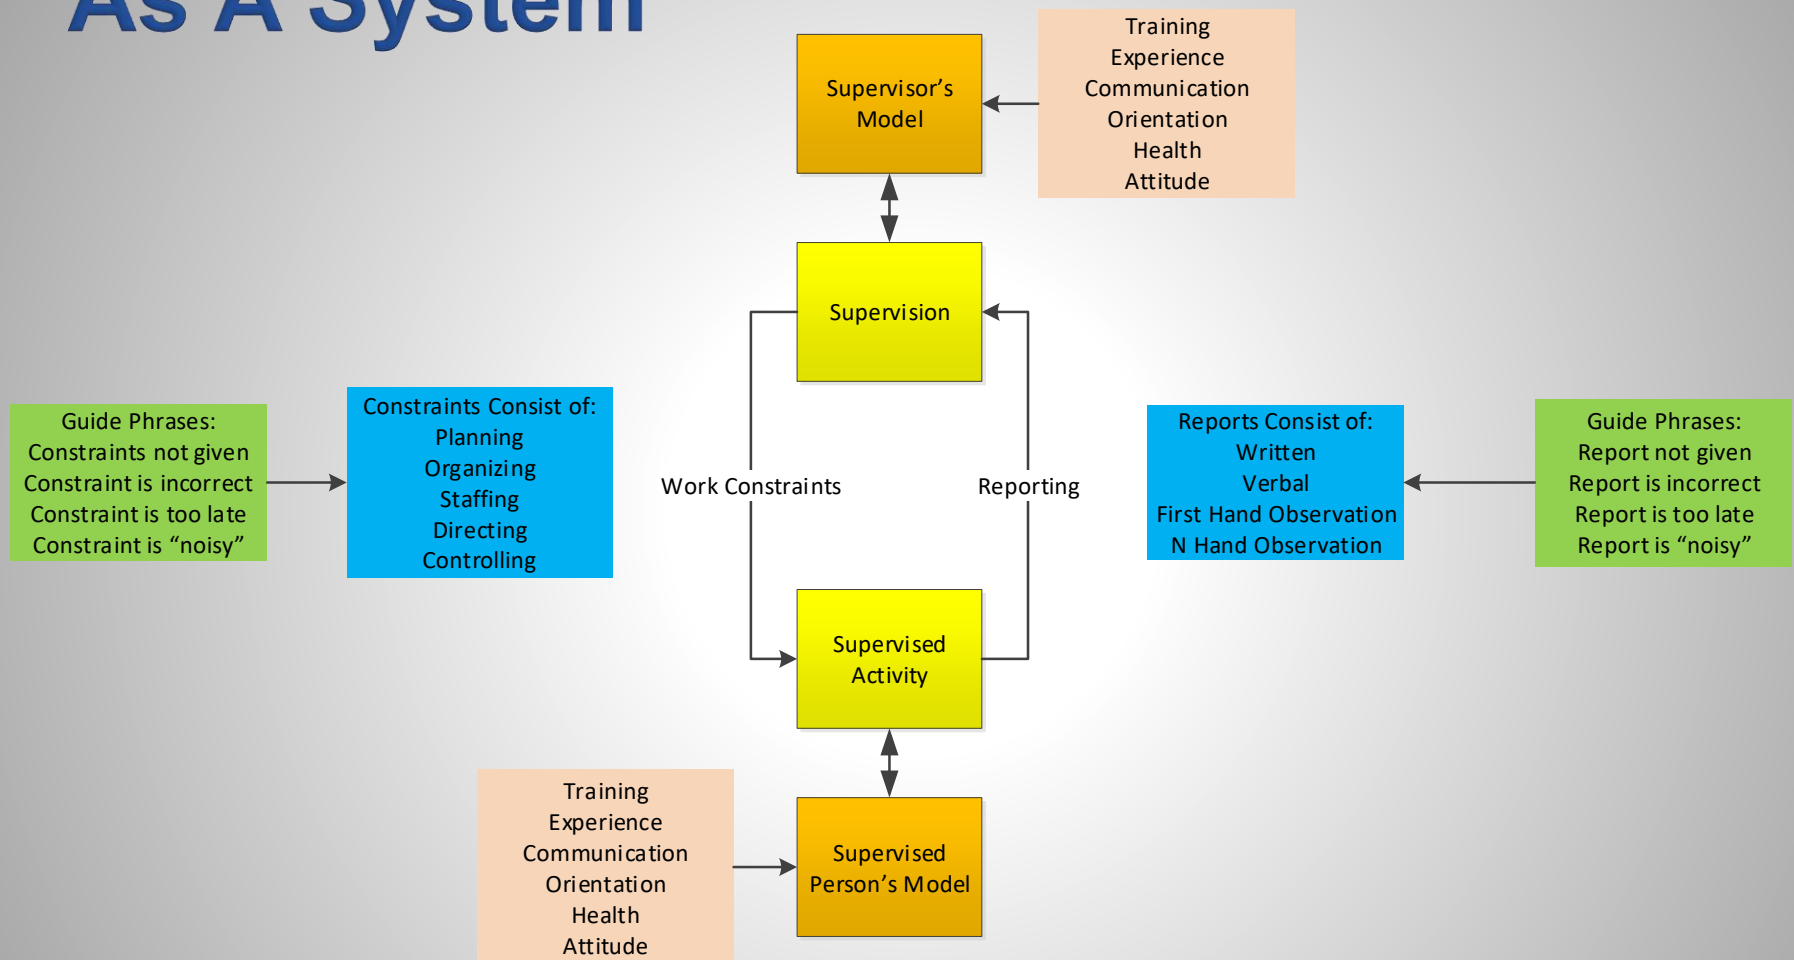 As A System
Training
Experience
Communication
Orientation
Health
Attitude
Supervisor’s
Model
Supervision
Guide Phrases:
Constraints not given
Constraint is incorrect
Constraint is too late
Constraint is “noisy”
Constraints Consist of:
Planning
Organizing
Staffing
Directing
Controlling
Work Constraints
Reporting
Reports Consist of:
Written
Verbal
First Hand Observation
N Hand Observation
Guide Phrases:
Report not given
Report is incorrect
Report is too late
Report is “noisy”
Supervised
Activity
Training
Experience
Communication
Orientation
Health
Attitude
Supervised
Person’s Model